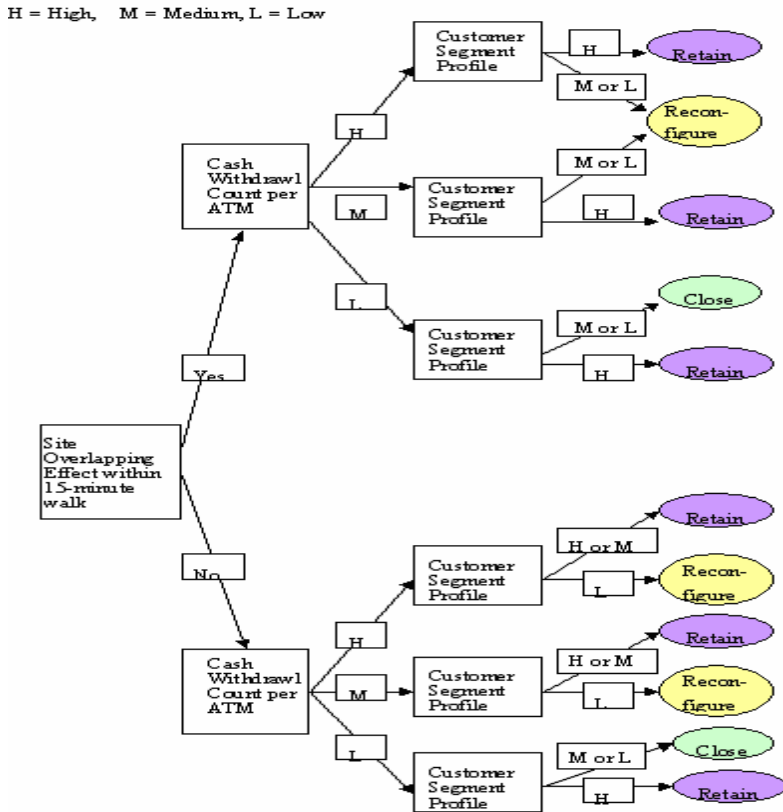 H = High, M = Medium, L = Low
Customer
Segment
Profile
H
Retain
M or L
Recon-
figure
H
Cash
Withdrawl
Count per
ATM
M or L
M
Customer
Segment
Profile
H
Retain
L
Close
M or L
Customer
Segment
Profile
H
Retain
Yes
Site
Overlapping
Effect within
15-minute
walk
No
Retain
H or M
Customer
Segment
Profile
L
Recon-
figure
H
Retain
H or M
Cash
Withdrawl
Count per
ATM
M
Customer
Segment
Profile
L
Recon-
figure
L
Close
M or L
Customer
Segment
Profile
H
Retain